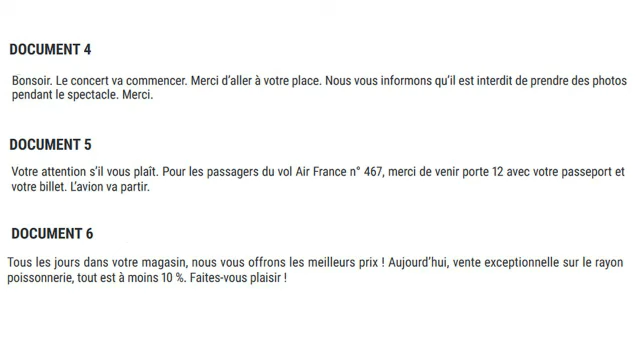 DOCUMENT 4
Bonsoir. Le concert va commencer. Merci d'aller à votre place. Nous vous informons qu'il est interdit de prendre des photos
pendant le spectacle. Merci.
DOCUMENT 5
Votre attention s'il vous plaît. Pour les passagers du vol Air France n° 467, merci de venir porte 12 avec votre passeport et
votre billet. L'avion va partir.
DOCUMENT 6
Tous les jours dans votre magasin, nous vous offrons les meilleurs prix ! Aujourd'hui, vente exceptionnelle sur le rayon
poissonnerie, tout est à moins 10 %. Faites-vous plaisir !